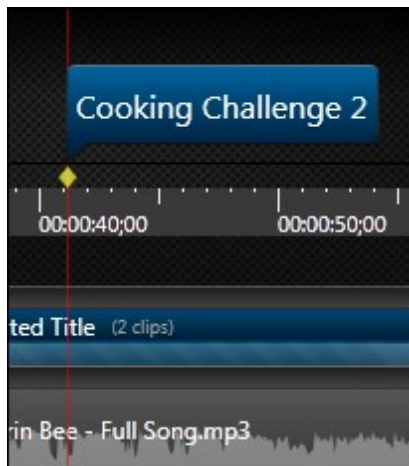 Cooking Challenge 2
00:00:40;00 00:00:50;00
ted Title (2 clips)
rin Bee - Full Song.mp3